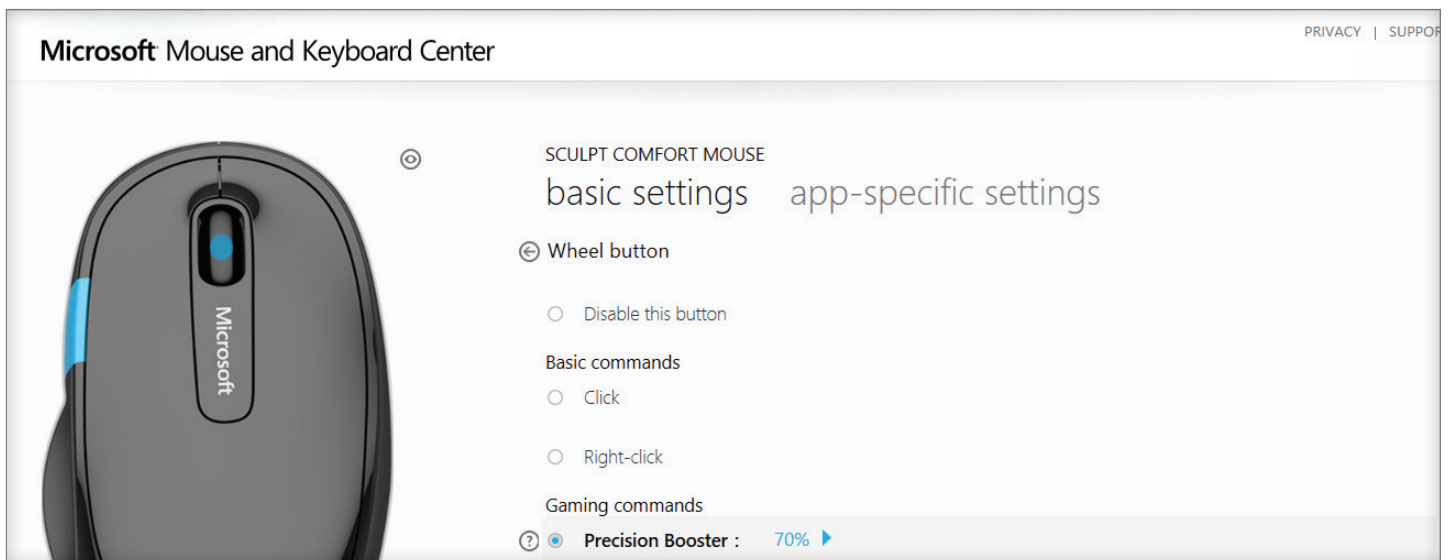 PRIVACY | SUPPOR
Microsoft Mouse and Keyboard Center
SCULPT COMFORT MOUSE
basic settings app-specific settings
Wheel button
Disable this button
Basic commands
Click
Right-click
Gaming commands
? Precision Booster : 70%
Microsoft